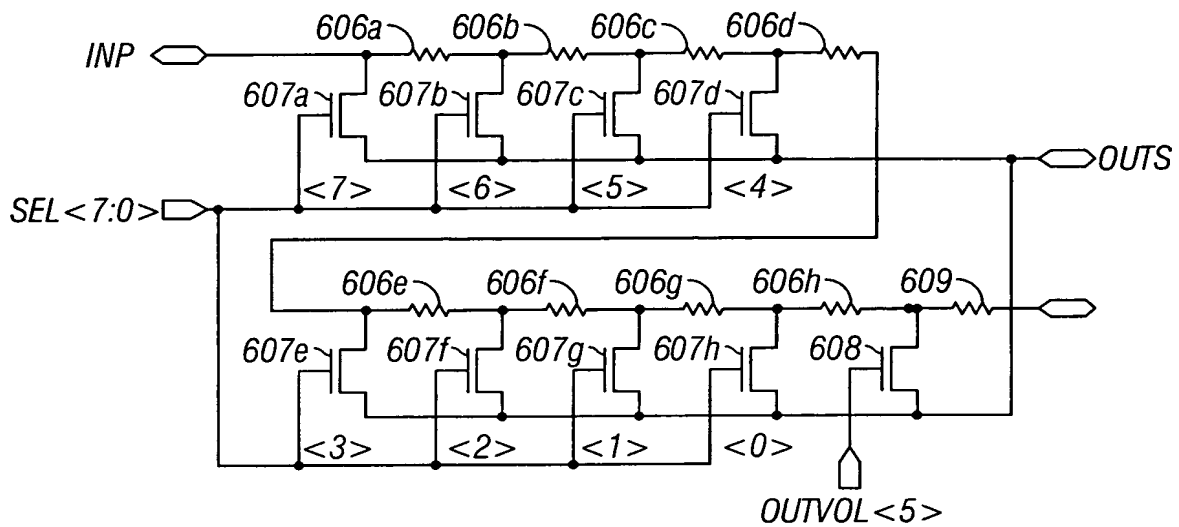 606a 606b 606c 606d
INP
607a 607b 607c 607d
OUTS
<7> <6> <5> <4>
SEL<7:0>
606e 606f 606g 606h 609
607e 607f 607g 607h 608
<3> <2> <1> <0>
OUTVOL<5>